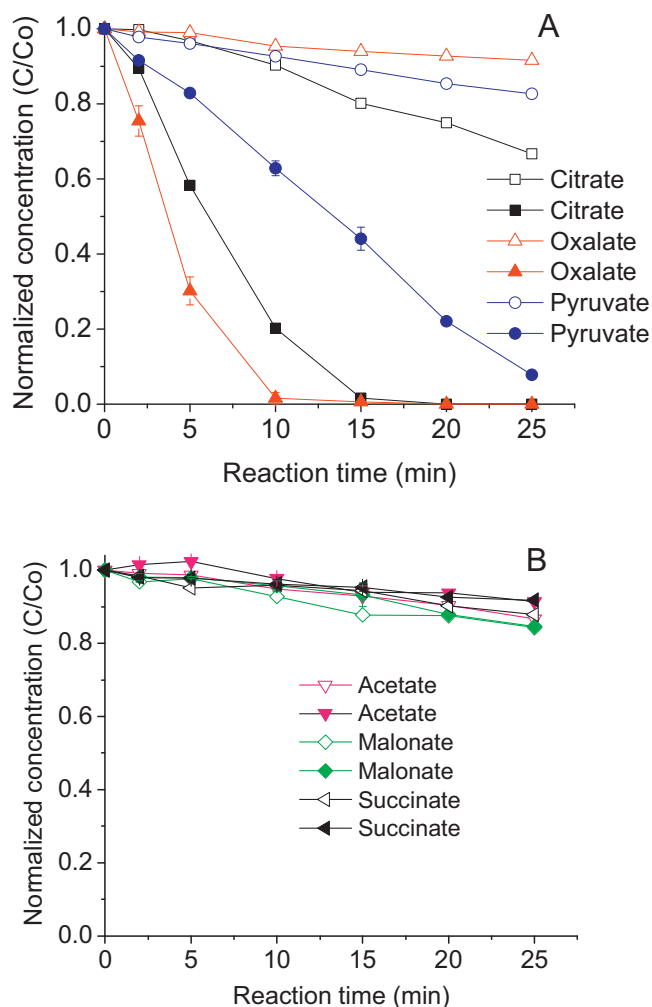 A
Normalized concentration (C/Co)
1.0
0.8
0.6
0.4
0.2
0.0
Citrate
Citrate
Oxalate
Oxalate
Pyruvate
Pyruvate
0 5 10 15 20 25
Reaction time (min)
B
Normalized concentration (C/Co)
1.0
0.8
0.6
0.4
0.2
0.0
Acetate
Acetate
Malonate
Malonate
Succinate
Succinate
0 5 10 15 20 25
Reaction time (min)